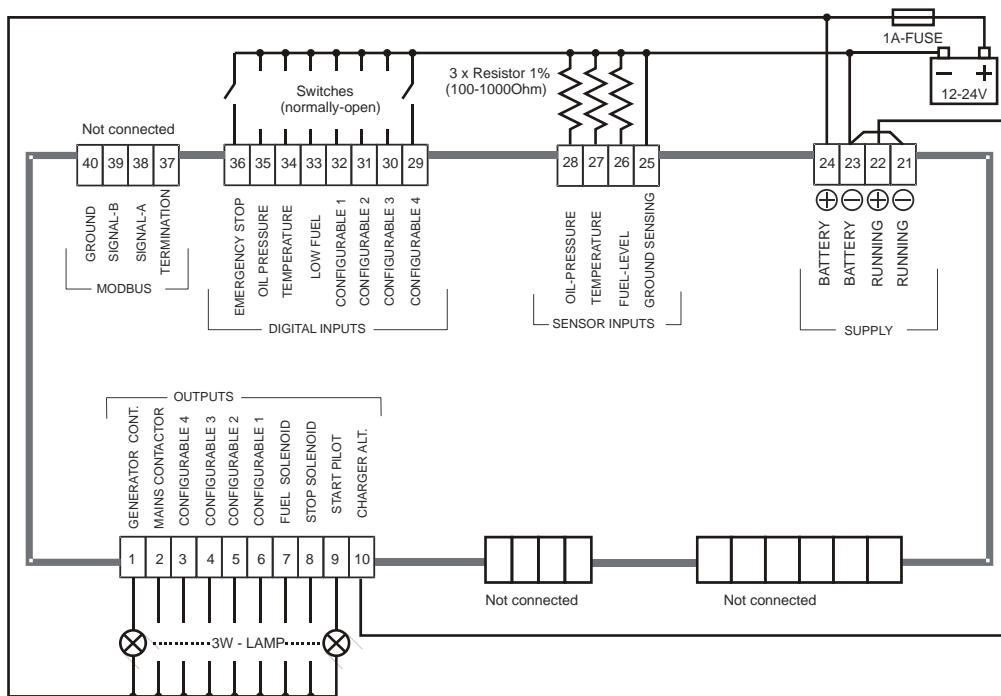 1A-FUSE
− +
12-24V
Switches
(normally-open)
3 x Resistor 1%
(100-1000Ohm)
Not connected
40 39 38 37
36 35 34 33 32 31 30 29
28 27 26 25
24 23 22 21
GROUND
SIGNAL-B
SIGNAL-A
TERMINATION
MODBUS
EMERGENCY STOP
OIL PRESSURE
TEMPERATURE
LOW FUEL
CONFIGURABLE 1
CONFIGURABLE 2
CONFIGURABLE 3
CONFIGURABLE 4
DIGITAL INPUTS
OIL-PRESSURE
TEMPERATURE
FUEL-LEVEL
GROUND SENSING
SENSOR INPUTS
+ − + −
BATTERY
BATTERY
RUNNING
RUNNING
SUPPLY
OUTPUTS
GENERATOR CONT.
MAINS CONTACTOR
CONFIGURABLE 4
CONFIGURABLE 3
CONFIGURABLE 2
CONFIGURABLE 1
FUEL SOLENOID
STOP SOLENOID
START PILOT
CHARGER ALT.
1 2 3 4 5 6 7 8 9 10
Not connected
Not connected
3W - LAMP